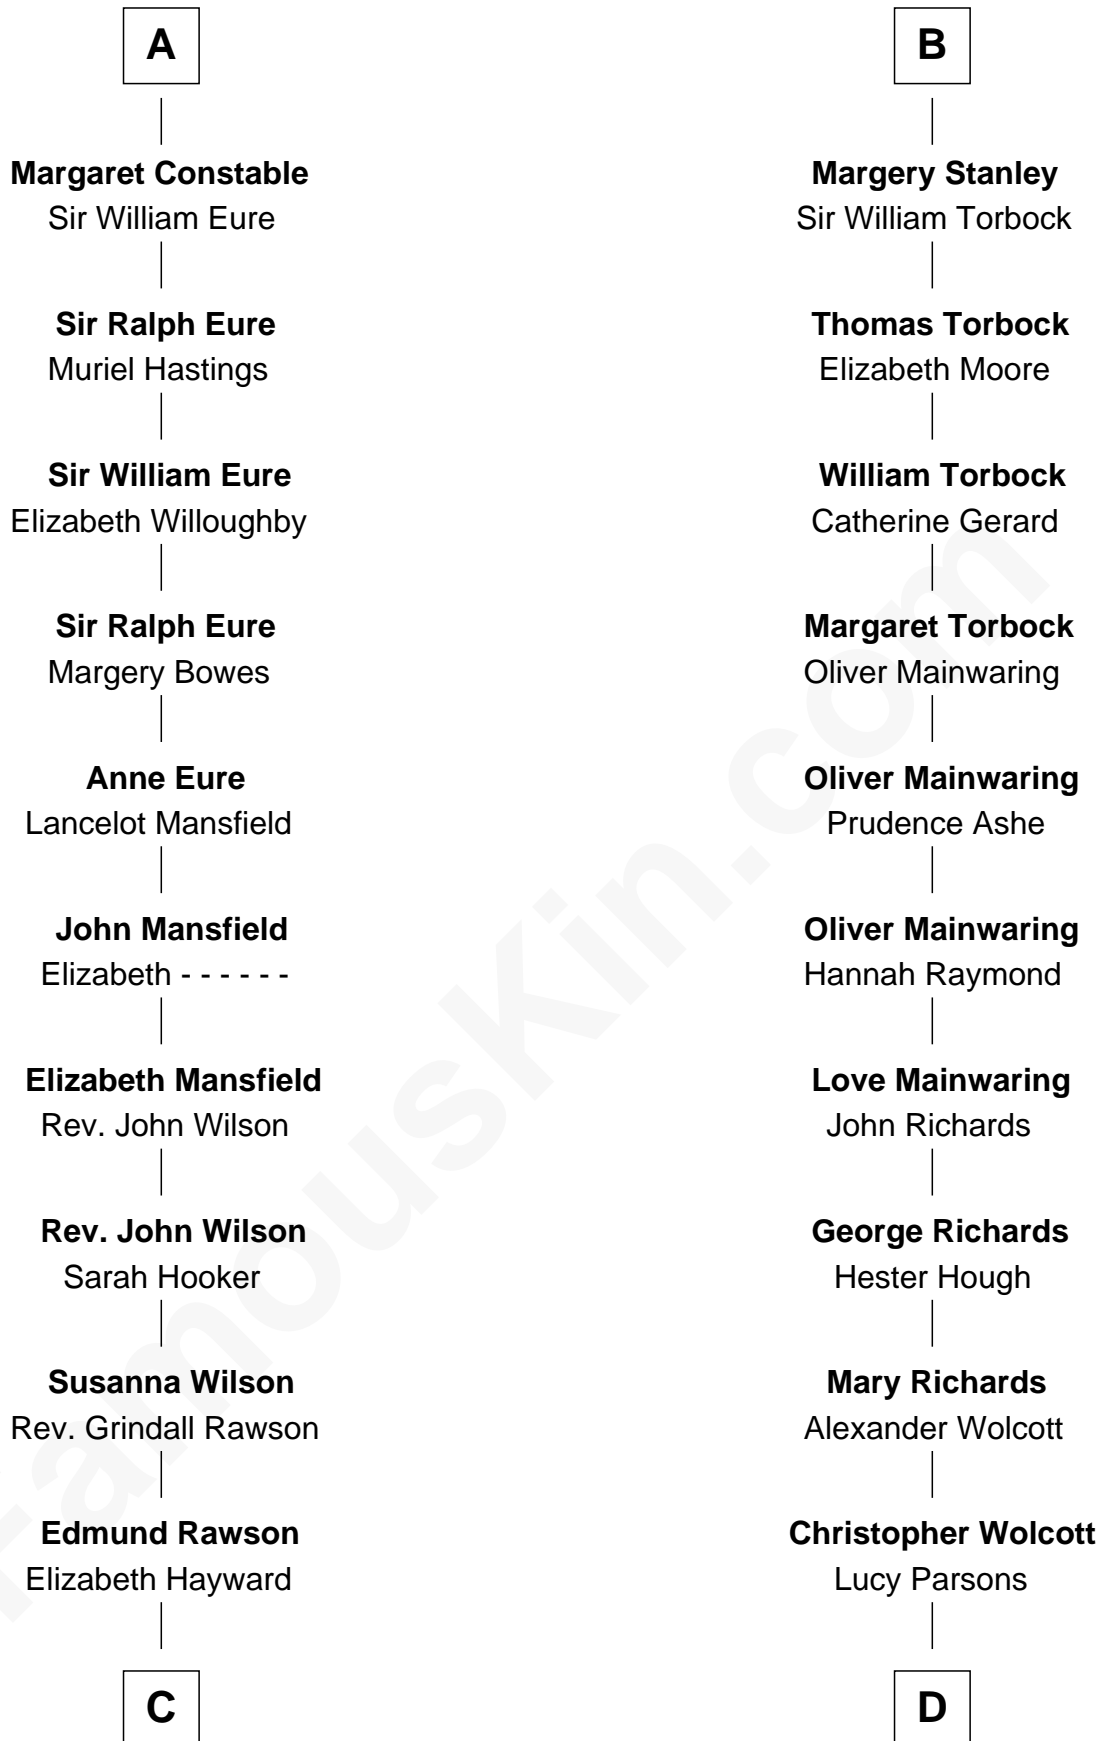 A
Margaret Constable
Sir William Eure
Sir Ralph Eure
Muriel Hastings
Sir William Eure
Elizabeth Willoughby
Sir Ralph Eure
Margery Bowes
Anne Eure
Lancelot Mansfield
John Mansfield
Elizabeth - - - - - -
Elizabeth Mansfield
Rev. John Wilson
Rev. John Wilson
Sarah Hooker
Susanna Wilson
Rev. Grindall Rawson
Edmund Rawson
Elizabeth Hayward
C
B
Margery Stanley
Sir William Torbock
Thomas Torbock
Elizabeth Moore
William Torbock
Catherine Gerard
Margaret Torbock
Oliver Mainwaring
Oliver Mainwaring
Prudence Ashe
Oliver Mainwaring
Hannah Raymond
Love Mainwaring
John Richards
George Richards
Hester Hough
Mary Richards
Alexander Wolcott
Christopher Wolcott
Lucy Parsons
D
FamousKin.com